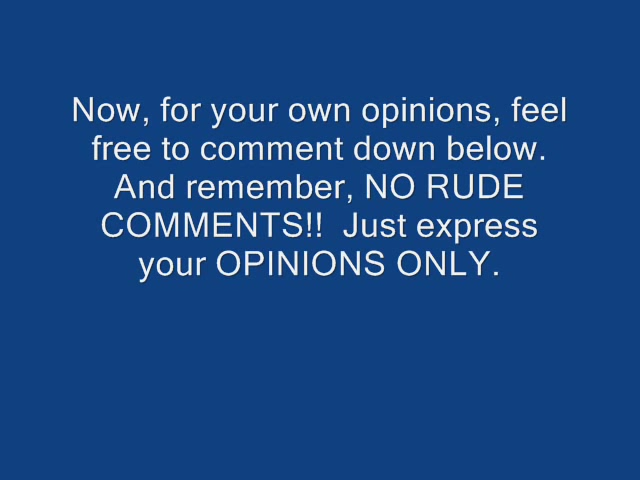 Now, for your own opinions, feel
free to comment down below.
And remember, NO RUDE
COMMENTS!!  Just express
your OPINIONS ONLY.